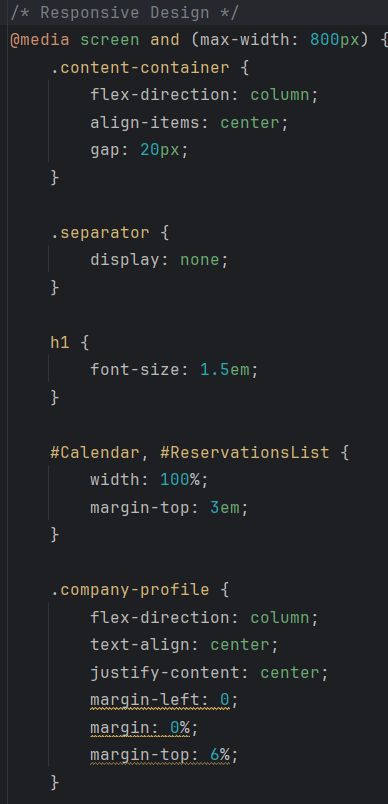 /* Responsive Design */
@media screen and (max-width: 800px) {
    .content-container {
        flex-direction: column;
        align-items: center;
        gap: 20px;
    }

    .separator {
        display: none;
    }

    h1 {
        font-size: 1.5em;
    }

    #Calendar, #ReservationsList {
        width: 100%;
        margin-top: 3em;
    }

    .company-profile {
        flex-direction: column;
        text-align: center;
        justify-content: center;
        margin-left: 0;
        margin: 0%;
        margin-top: 6%;
    }